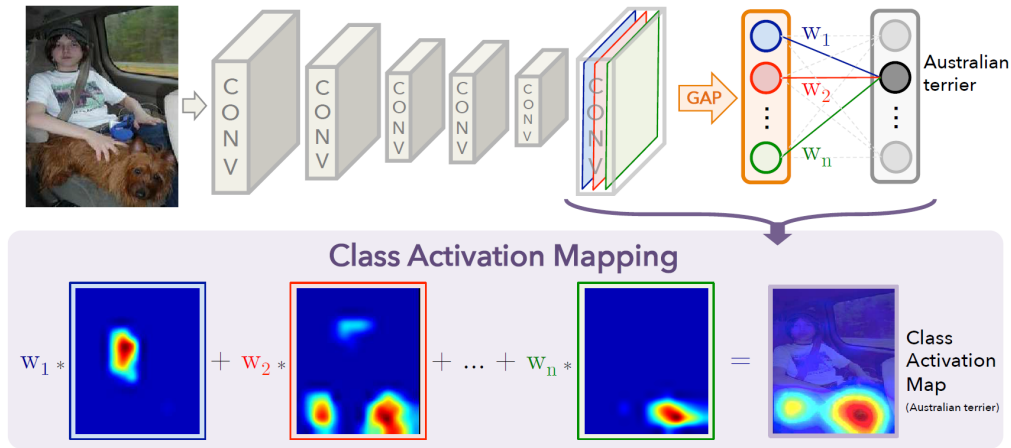 CONV
CONV
CONV
CONV
CONV
CONV
GAP
w1
w2
⋮
wn
⋮
Australian
terrier
Class Activation Mapping
w1 * + w2 * + ... + wn * =
Class
Activation
Map
(Australian terrier)